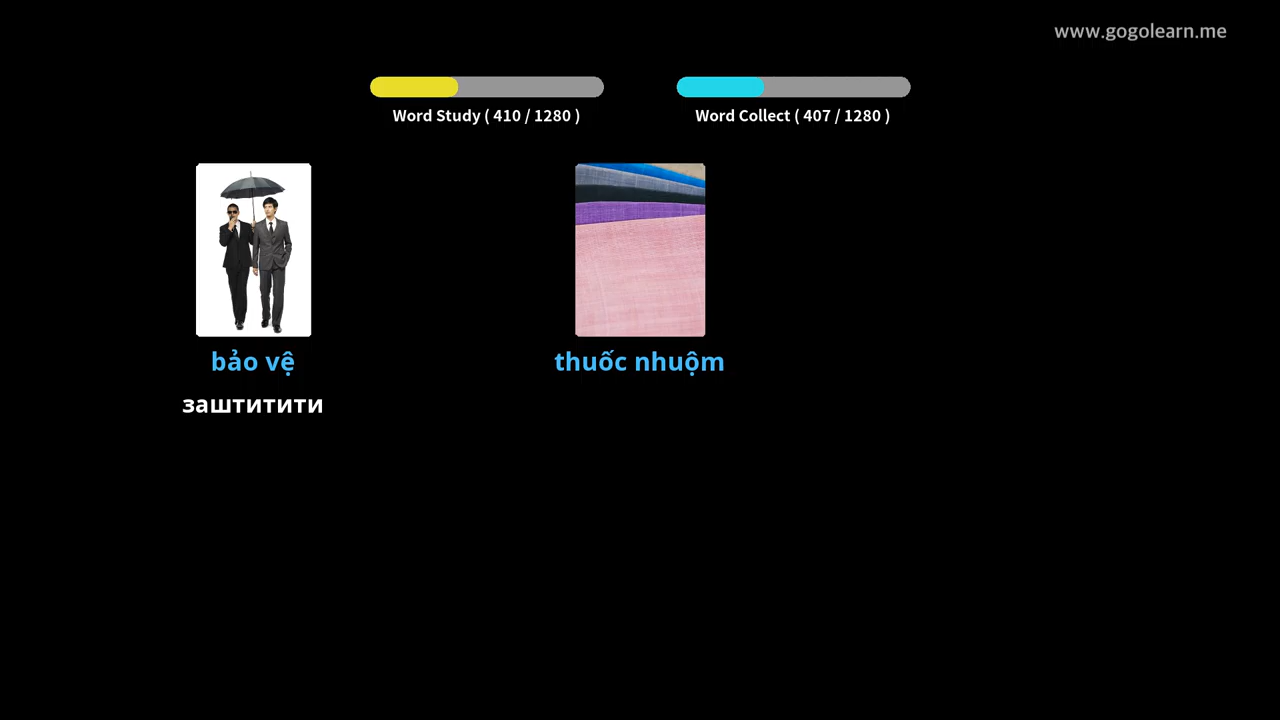 www.gogolearn.me
Word Study ( 410 / 1280 )
Word Collect ( 407 / 1280 )
bảo vệ
thuốc nhuộm
заштитити